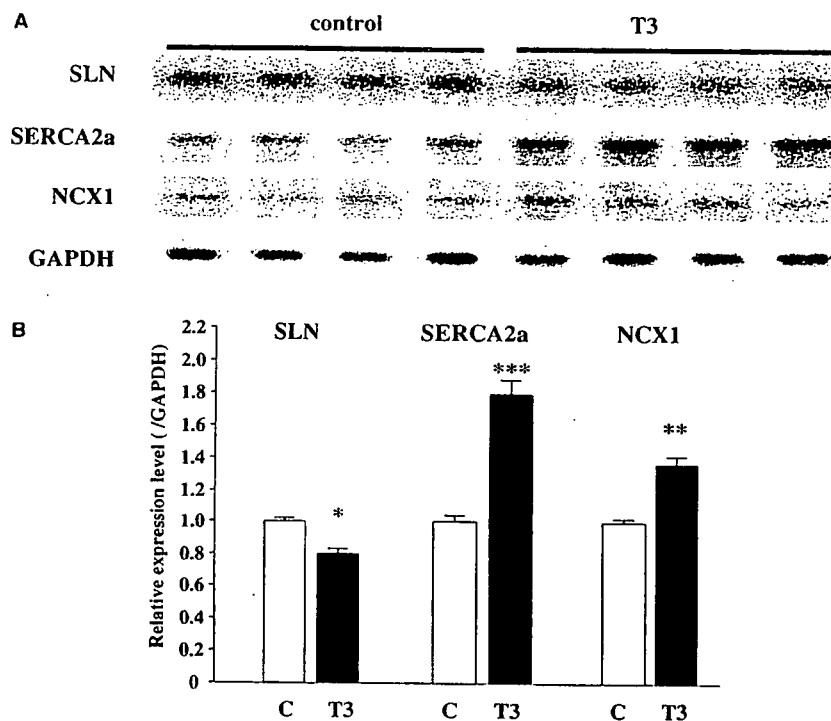 A
control T3
SLN
SERCA2a
NCX1
GAPDH
B
SLN SERCA2a NCX1
Relative expression level ( /GAPDH)
2.2
2.0
1.8
1.6
1.4
1.2
1.0
0.8
0.6
0.4
0.2
0
*
***
**
C T3 C T3 C T3